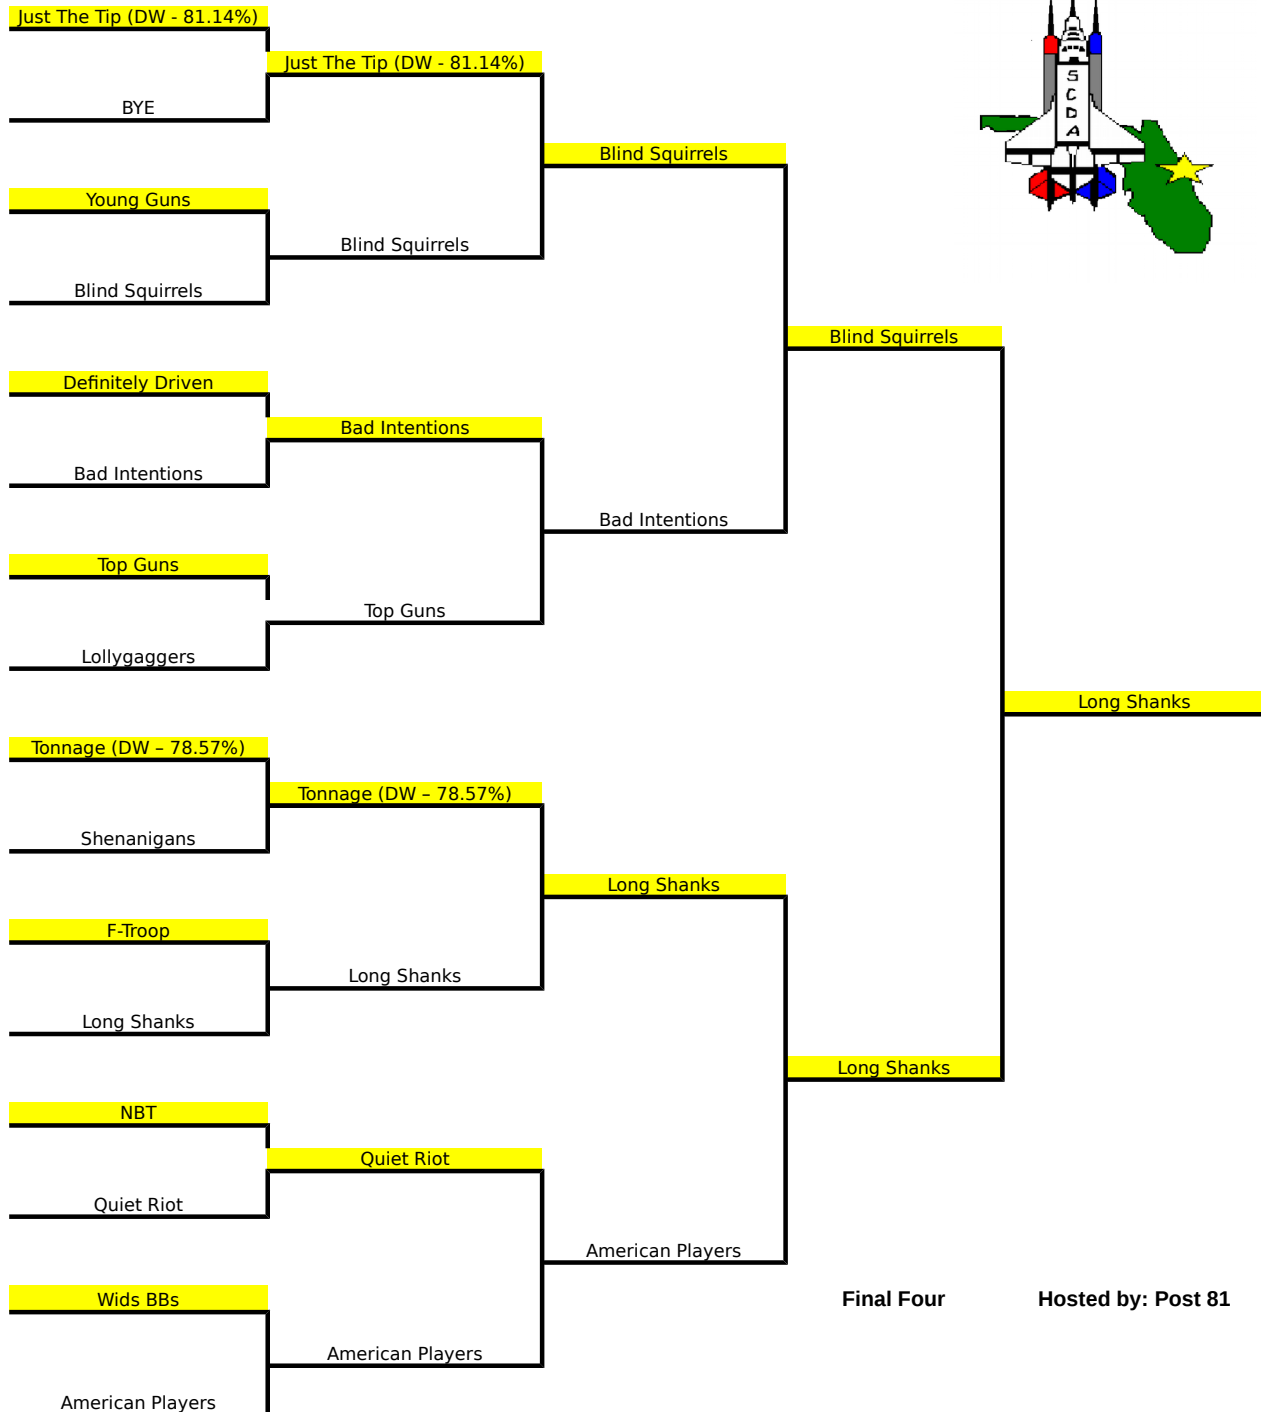 Just The Tip (DW - 81.14%)
Just The Tip (DW - 81.14%)
BYE
Blind Squirrels
Young Guns
Blind Squirrels
Blind Squirrels
Blind Squirrels
Definitely Driven
Bad Intentions
Bad Intentions
Bad Intentions
Top Guns
Top Guns
Lollygaggers
Long Shanks
Tonnage (DW – 78.57%)
Tonnage (DW – 78.57%)
Shenanigans
Long Shanks
F-Troop
Long Shanks
Long Shanks
Long Shanks
NBT
Quiet Riot
Quiet Riot
American Players
Wids BBs
American Players
American Players
Final Four
Hosted by: Post 81
S
C
D
A